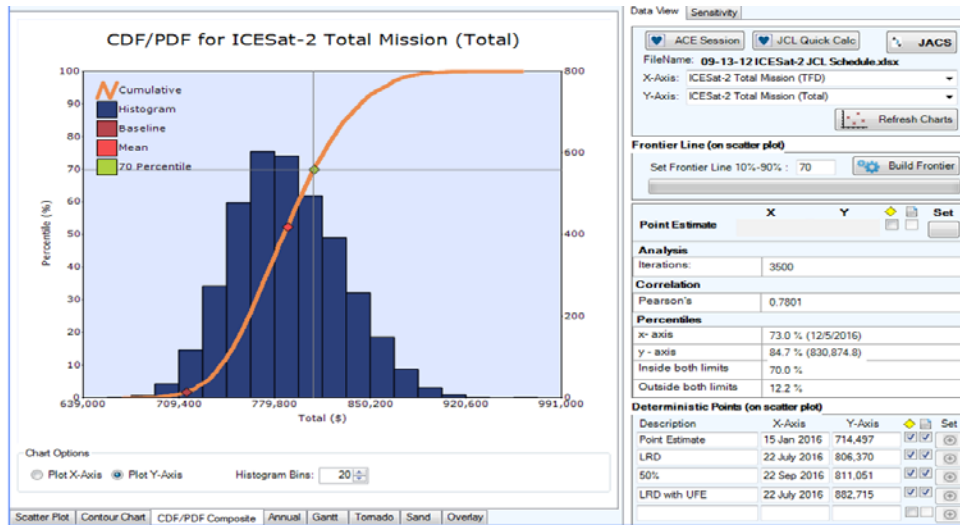 CDF/PDF for ICESat-2 Total Mission (Total)
100
90
80
70
60
50
40
30
20
10
0
Percentile (%)
Cumulative
Histogram
Baseline
Mean
70 Percentile
800
600
400
200
800
600
639,000
709,400
779,800
850,200
920,600
991,000
Total ($)
Chart Options
Plot X-Axis
Plot Y-Axis
Histogram Bins: 20
Scatter Plot
Contour Chart
CDF/PDF Composite
Annual
Gantt
Tornado
Sand
Overlay
Data View
Sensitivity
ACE Session
JCL Quick Calc
JACS
FileName: 09-13-12 ICESat-2 JCL Schedule.xlsx
X-Axis: ICESat-2 Total Mission (TFD)
Y-Axis: ICESat-2 Total Mission (Total)
Refresh Charts
Frontier Line (on scatter plot)
Set Frontier Line 10%-90% : 70
Build Frontier
X Y Set
Point Estimate
Analysis
Iterations: 3500
Correlation
Pearson's 0.7801
Percentiles
x- axis 73.0 % (12/5/2016)
y - axis 84.7 % (830,874.8)
Inside both limits 70.0 %
Outside both limits 12.2 %
Deterministic Points (on scatter plot)
Description X-Axis Y-Axis Set
Point Estimate 15 Jan 2016 714,497
LRD 22 July 2016 806,370
50% 22 Sep 2016 811,051
LRD with UFE 22 July 2016 882,715